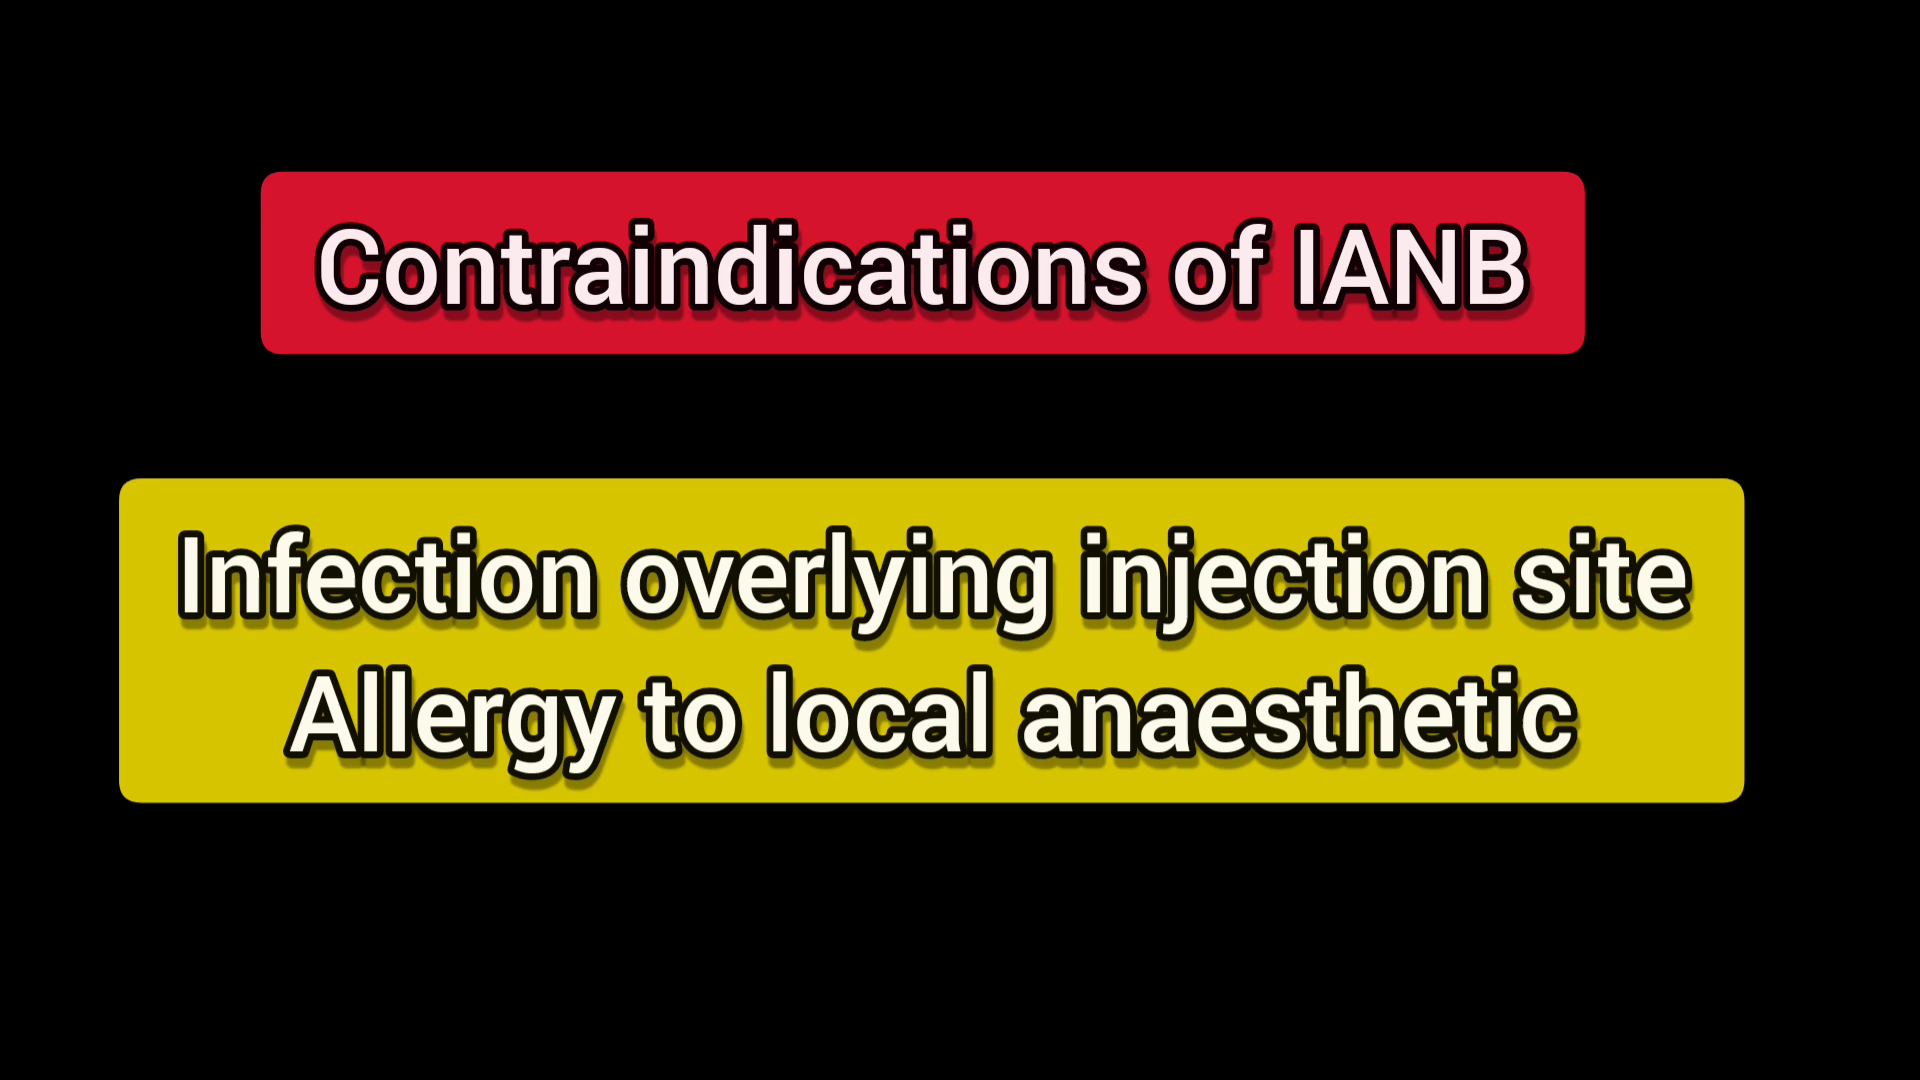 Contraindications of IANB
Infection overlying injection site
Allergy to local anaesthetic